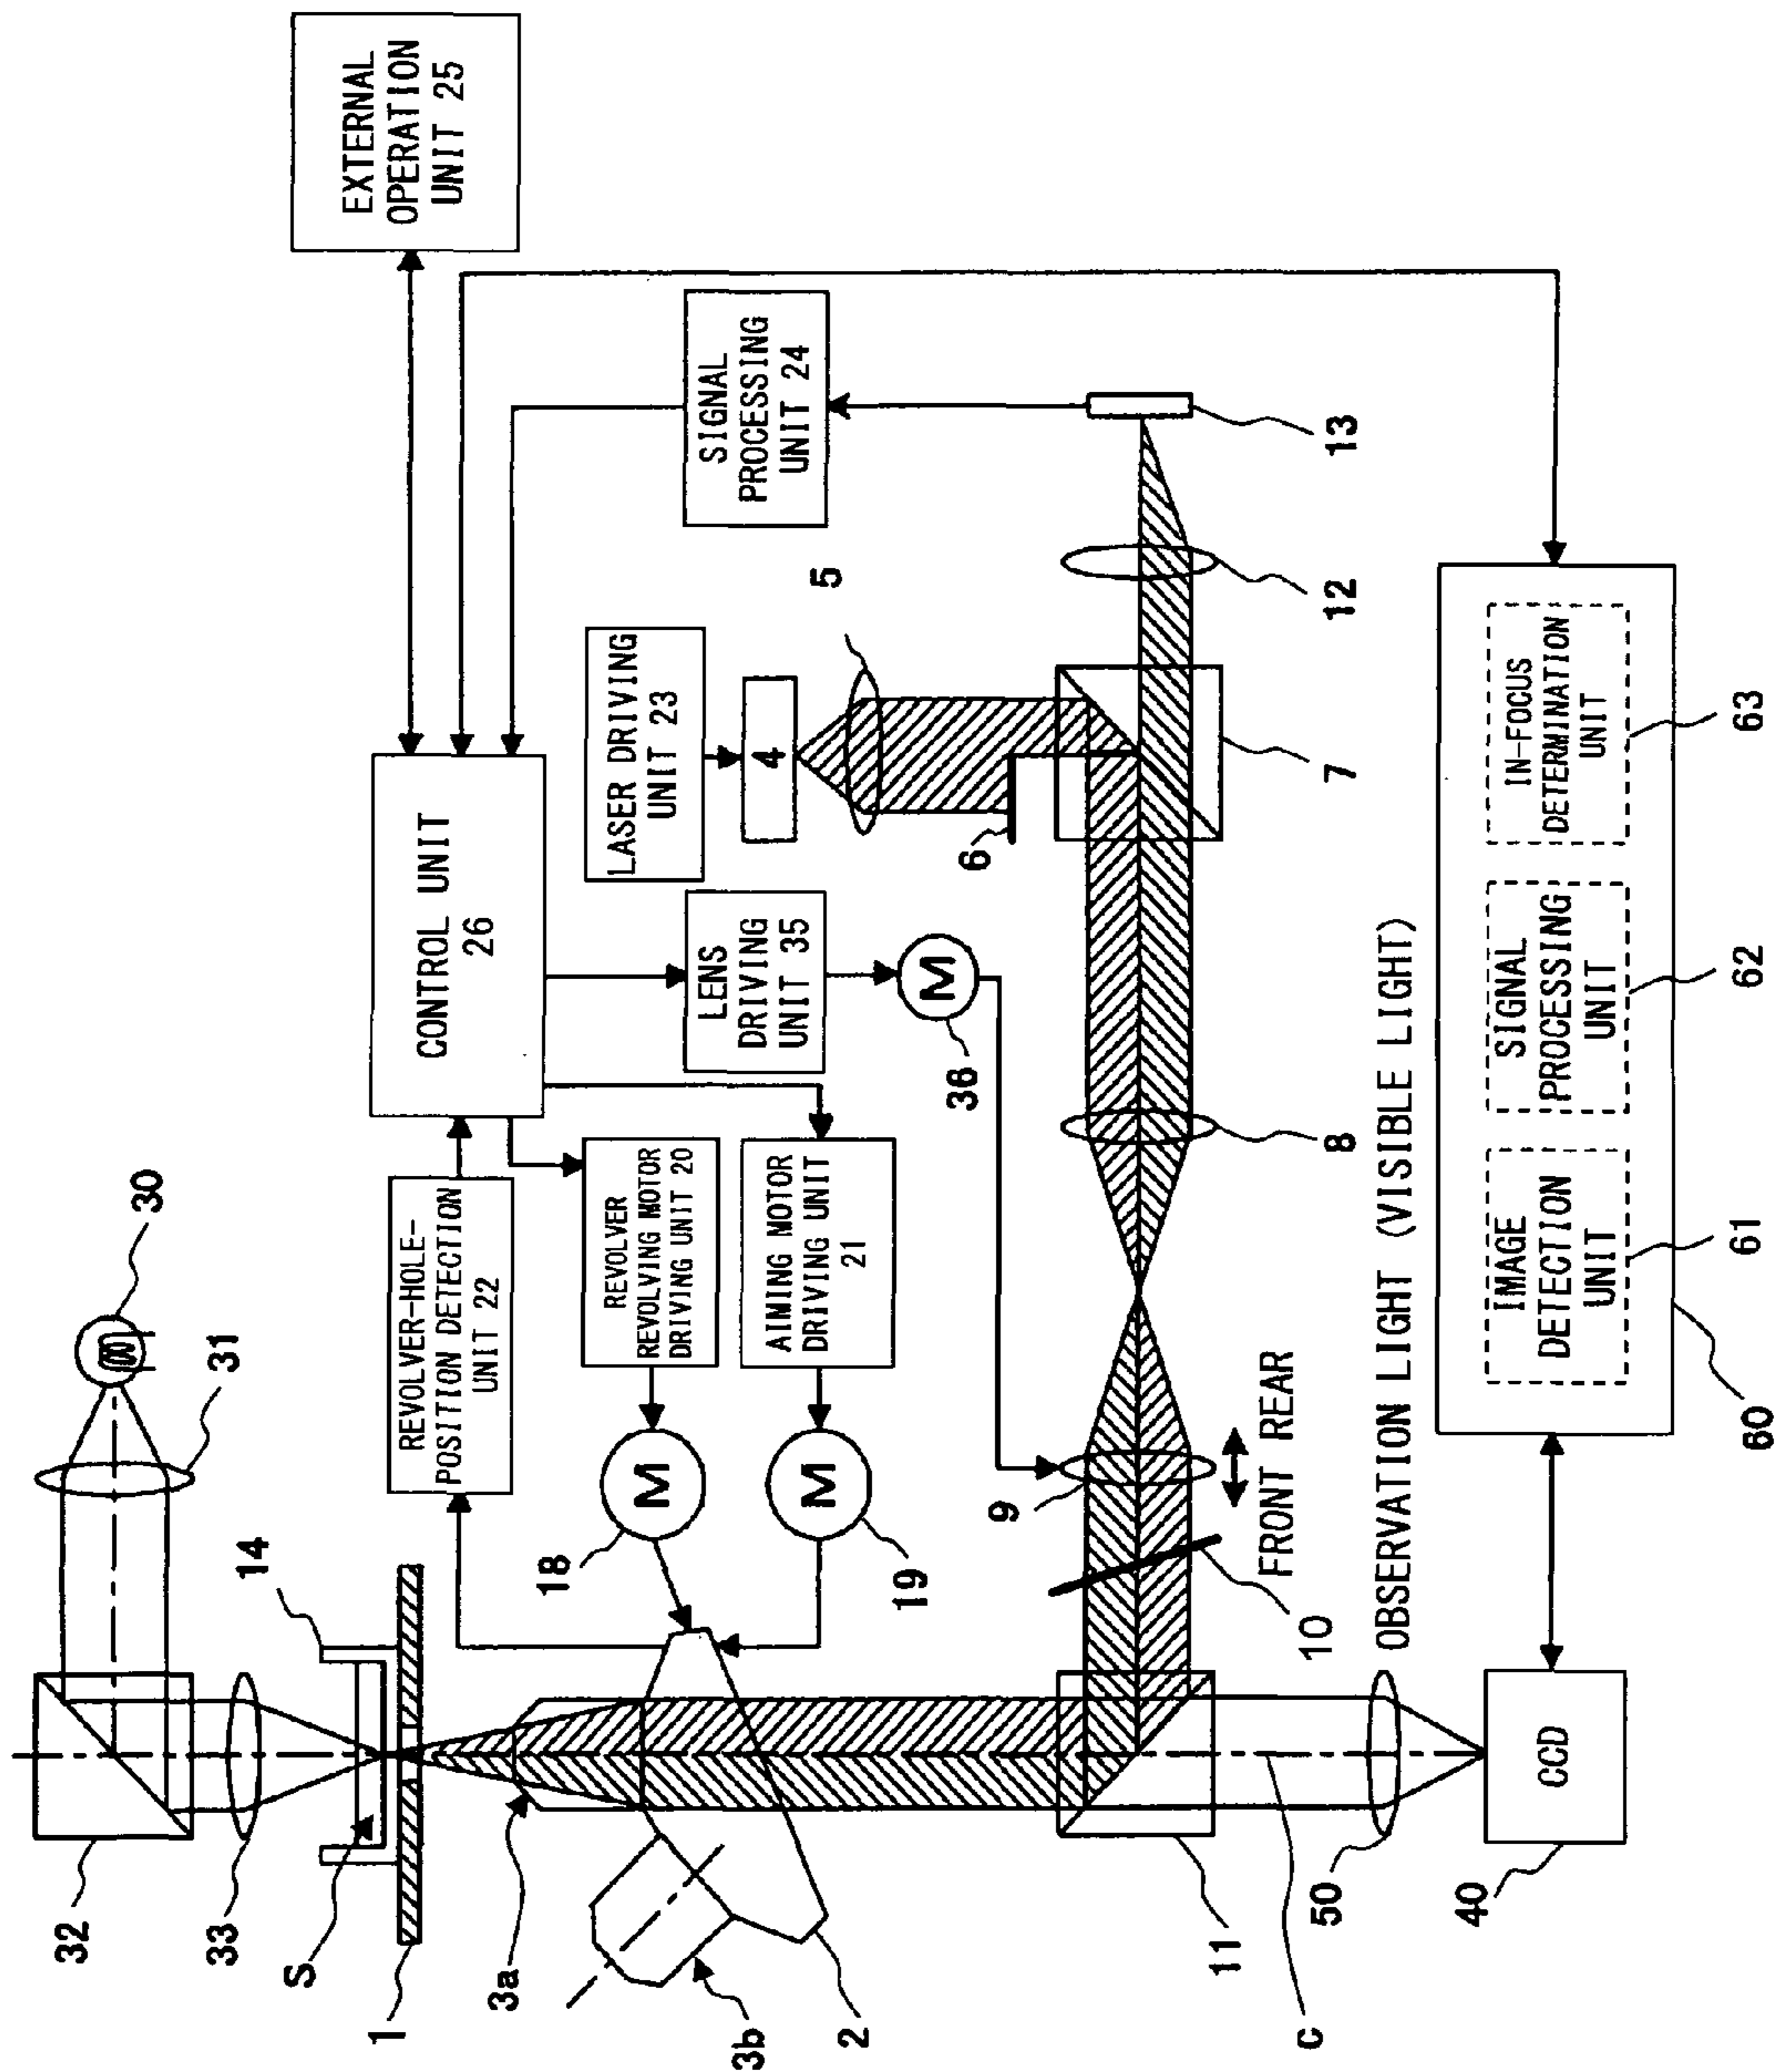 30
31
32
33
14
S
1
3a
3b
2
REVOLVER-HOLE-
POSITION DETECTION
UNIT 22
CONTROL UNIT
26
EXTERNAL
OPERATION
UNIT 25
REVOLVER
REVOLVING MOTOR
DRIVING UNIT 20
M
18
AIMING MOTOR
DRIVING UNIT
21
M
19
LENS
DRIVING
UNIT 35
M
36
LASER DRIVING
UNIT 23
4
5
6
SIGNAL
PROCESSING
UNIT 24
11
10
9
FRONT REAR
8
7
12
13
OBSERVATION LIGHT (VISIBLE LIGHT)
C
50
CCD
40
IMAGE
DETECTION
UNIT
61
SIGNAL
PROCESSING
UNIT
62
IN-FOCUS
DETERMINATION
UNIT
63
60